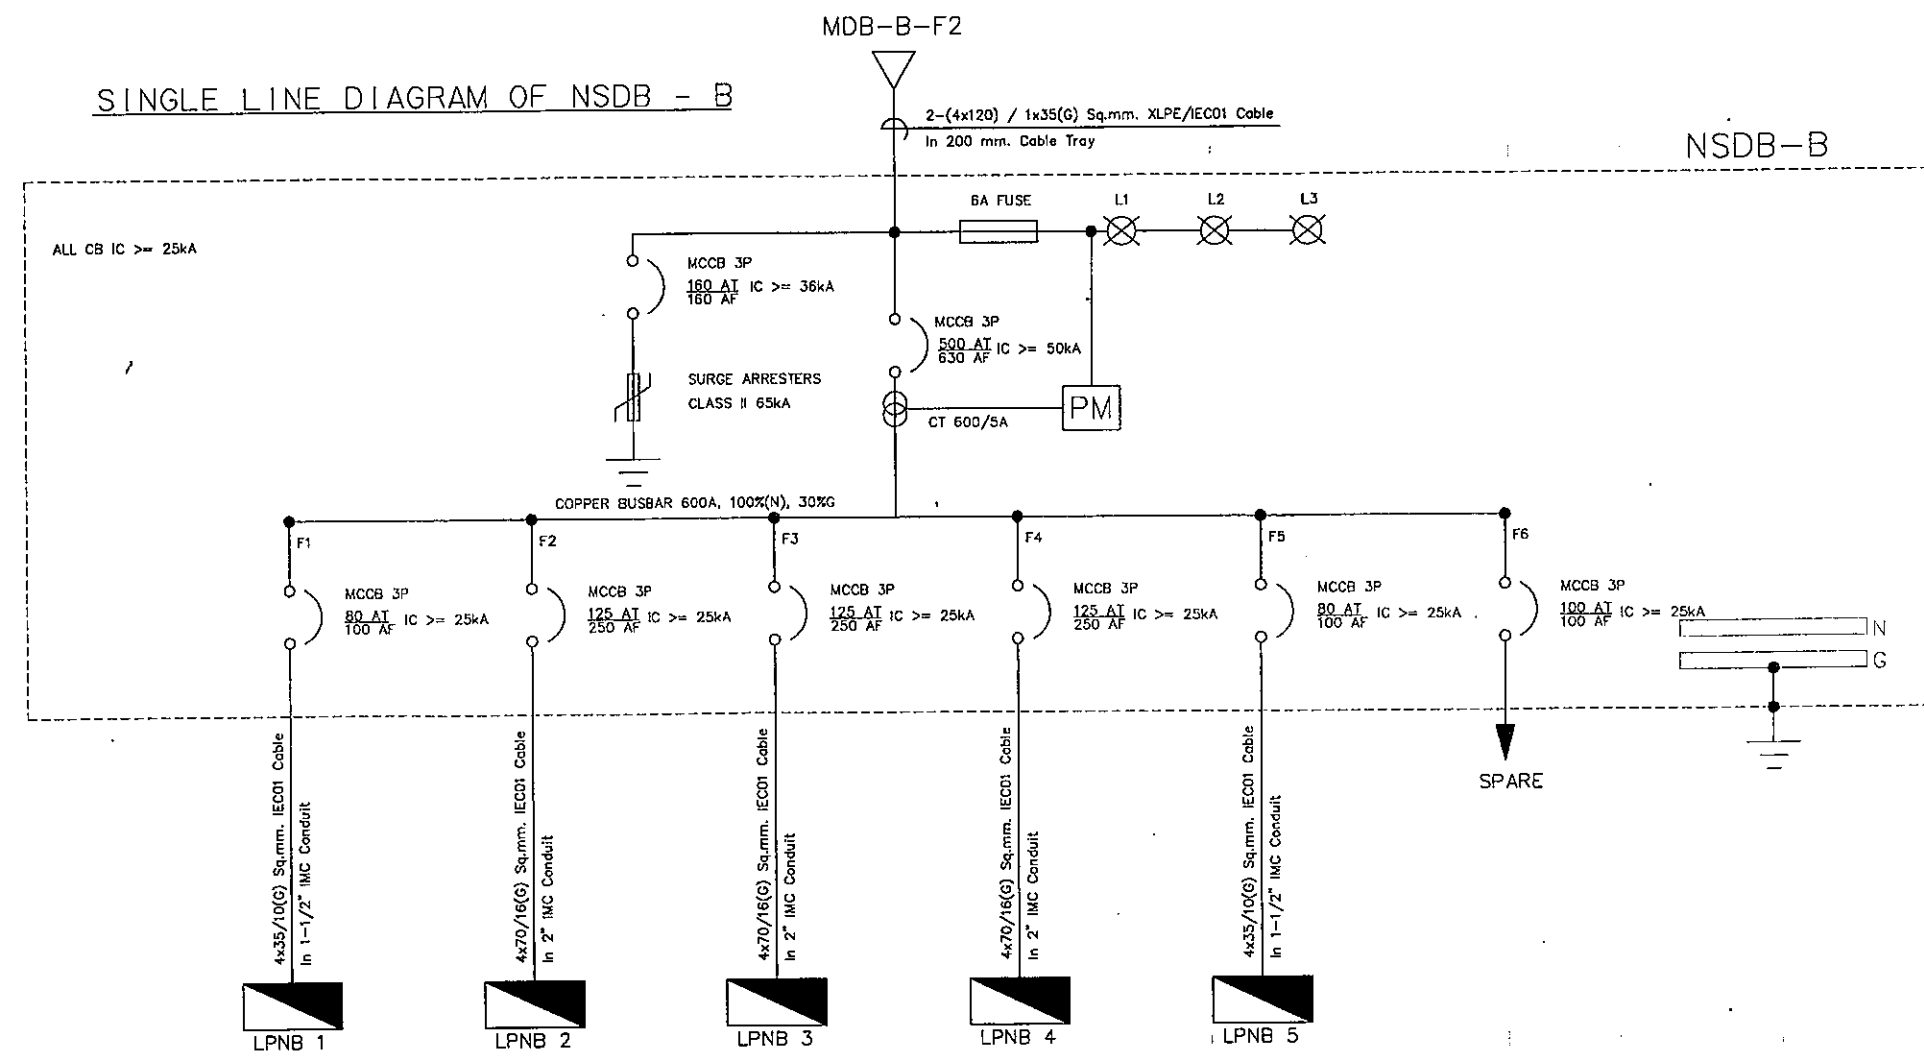 MDB-B-F2
SINGLE LINE DIAGRAM OF NSDB - B
2-(4x120) / 1x35(G) Sq.mm. XLPE/IEC01 Cable
In 200 mm. Cable Tray
NSDB-B
6A FUSE
L1
L2
L3
ALL CB IC >= 25kA
MCCB 3P
160 AT
160 AF
IC >= 36kA
MCCB 3P
500 AT
630 AF
IC >= 50kA
SURGE ARRESTERS
CLASS II 65kA
PM
CT 600/5A
COPPER BUSBAR 600A, 100%(N), 30%G
F1
F2
F3
F4
F5
F6
MCCB 3P
80 AT
100 AF
IC >= 25kA
MCCB 3P
125 AT
250 AF
IC >= 25kA
MCCB 3P
125 AT
250 AF
IC >= 25kA
MCCB 3P
125 AT
250 AF
IC >= 25kA
MCCB 3P
80 AT
100 AF
IC >= 25kA
MCCB 3P
100 AT
100 AF
IC >= 25kA
N
G
4x35/10(G) Sq.mm. IEC01 Cable
In 1-1/2" IMC Conduit
4x70/16(G) Sq.mm. IEC01 Cable
In 2" IMC Conduit
4x70/16(G) Sq.mm. IEC01 Cable
In 2" IMC Conduit
4x70/16(G) Sq.mm. IEC01 Cable
In 2" IMC Conduit
4x35/10(G) Sq.mm. IEC01 Cable
In 1-1/2" IMC Conduit
SPARE
LPNB 1
LPNB 2
LPNB 3
LPNB 4
LPNB 5